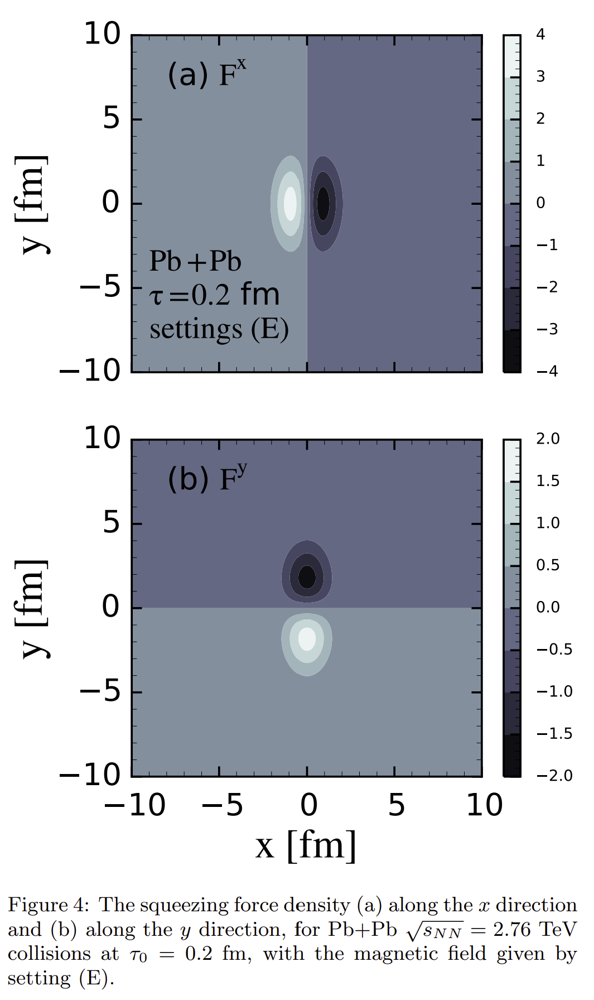 10
5
0
−5
−10
y [fm]
(a) Fˣ
Pb+Pb
τ=0.2 fm
settings (E)
4
3
2
1
0
−1
−2
−3
−4
10
5
0
−5
−10
y [fm]
(b) Fʸ
2.0
1.5
1.0
0.5
0.0
−0.5
−1.0
−1.5
−2.0
−10 −5 0 5 10
x [fm]
Figure 4: The squeezing force density (a) along the x direction
and (b) along the y direction, for Pb+Pb √s_NN = 2.76 TeV
collisions at τ₀ = 0.2 fm, with the magnetic field given by
setting (E).